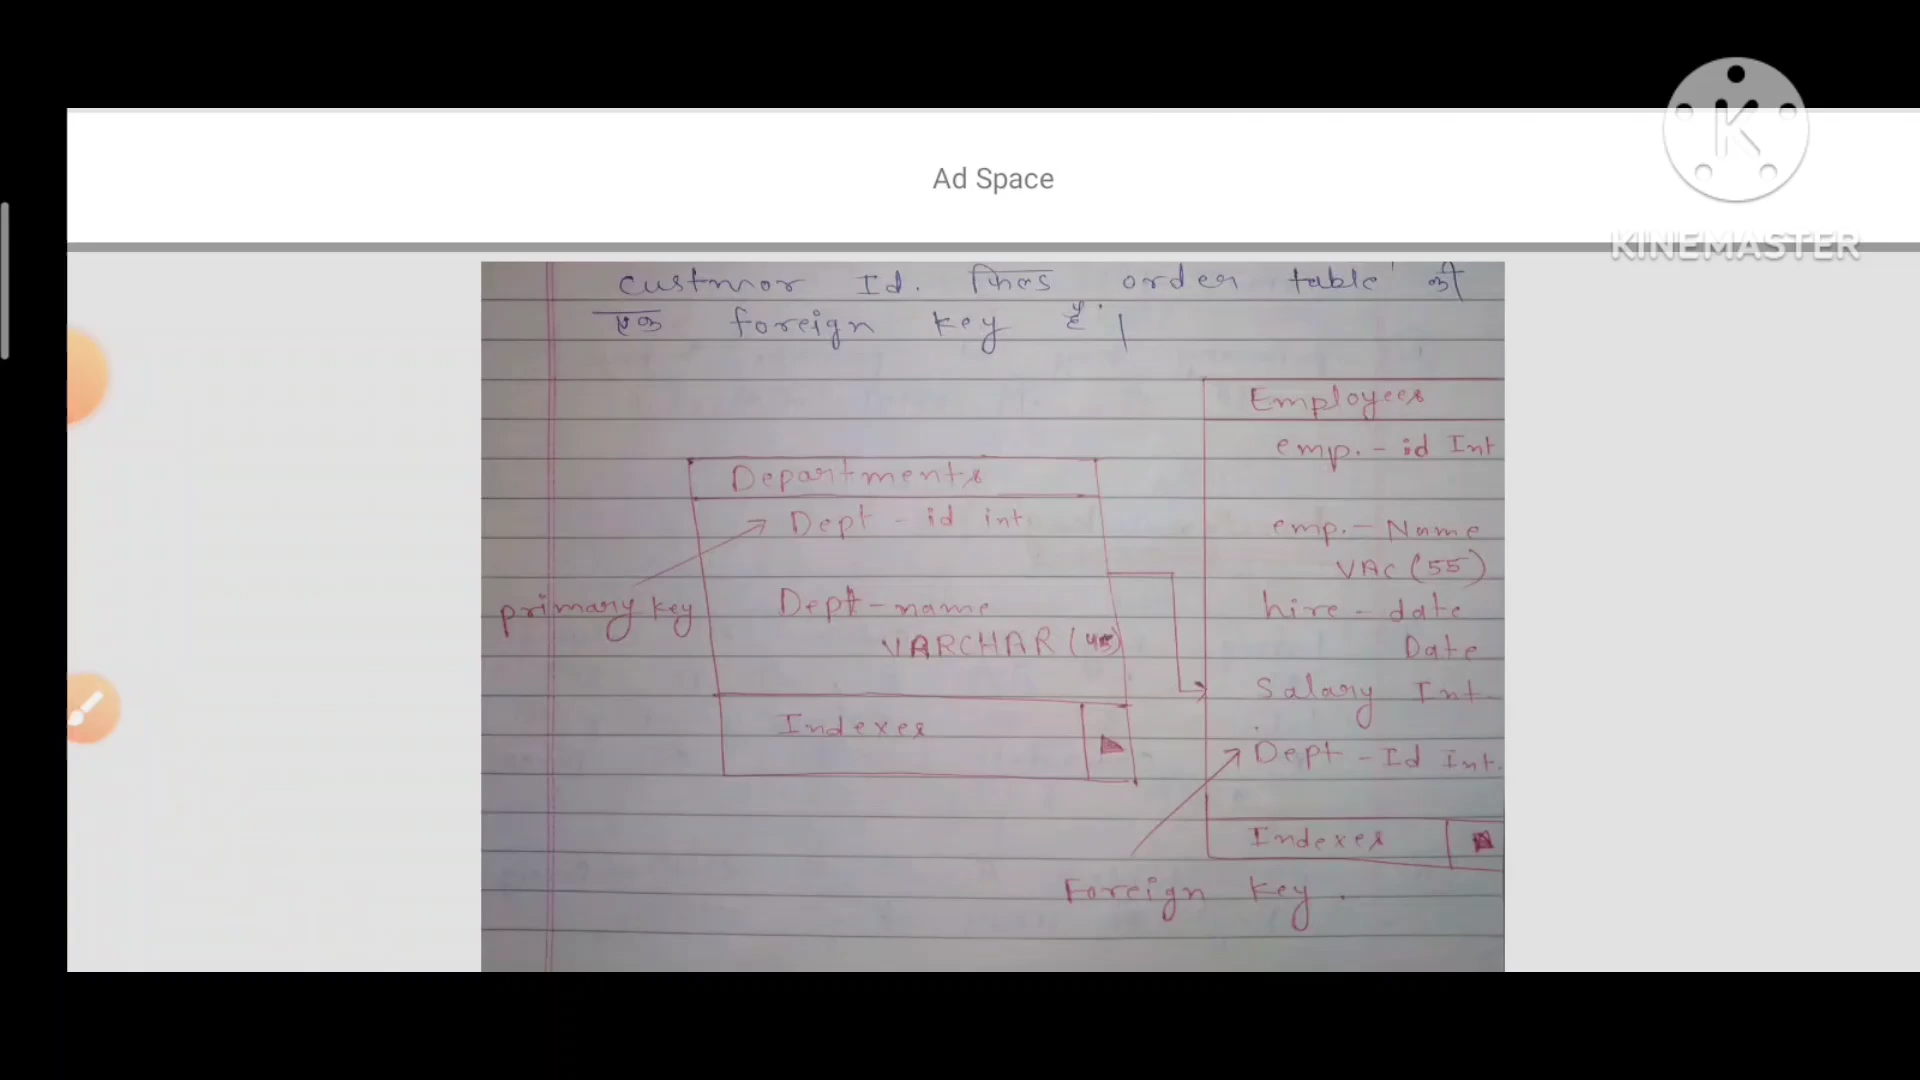 Ad Space
KINEMASTER
custmor Id. order table की
एक foreign key है।
Employees
emp. - id Int
Departments
Dept - id int.
emp. - Name
VAC (55)
primary key
Dept - name
hire - date
VARCHAR (45)
Date
Salary Int
Indexes
Dept - Id Int.
Indexes
Foreign key.